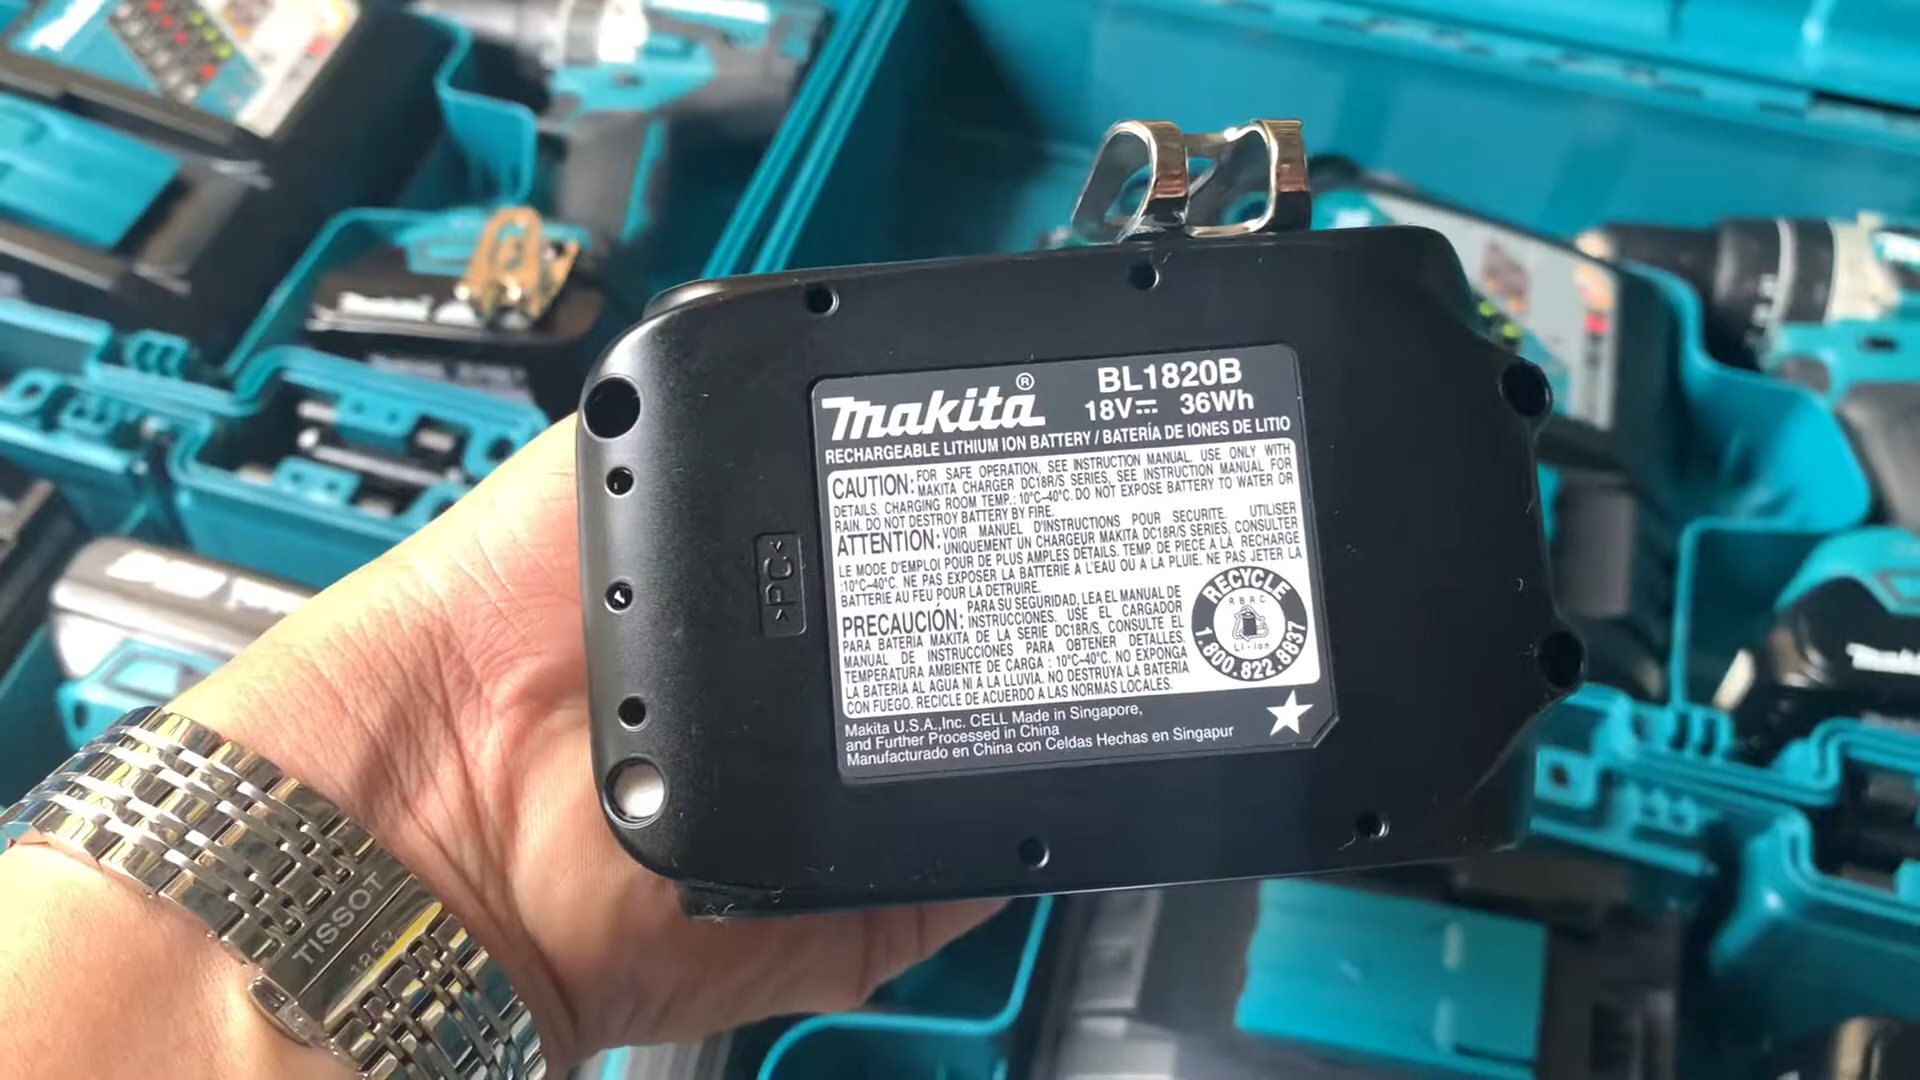 makita®
BL1820B
18V⎓ 36Wh
RECHARGEABLE LITHIUM ION BATTERY / BATERÍA DE IONES DE LITIO
CAUTION: FOR SAFE OPERATION, SEE INSTRUCTION MANUAL. USE ONLY WITH
MAKITA CHARGER DC18R/S SERIES. SEE INSTRUCTION MANUAL FOR
DETAILS. CHARGING ROOM TEMP.: 10°C–40°C. DO NOT EXPOSE BATTERY TO WATER OR
RAIN. DO NOT DESTROY BATTERY BY FIRE.
ATTENTION: VOIR MANUEL D'INSTRUCTIONS POUR SECURITE. UTILISER
UNIQUEMENT UN CHARGEUR MAKITA DC18R/S SERIES. CONSULTER
LE MODE D'EMPLOI POUR DE PLUS AMPLES DETAILS. TEMP. DE PIECE A LA RECHARGE
:10°C–40°C. NE PAS EXPOSER LA BATTERIE A L'EAU OU A LA PLUIE. NE PAS JETER LA
BATTERIE AU FEU POUR LA DETRUIRE.
PRECAUCIÓN: PARA SU SEGURIDAD, LEA EL MANUAL DE
INSTRUCCIONES. USE EL CARGADOR
PARA BATERIA MAKITA DE LA SERIE DC18R/S, CONSULTE EL
MANUAL DE INSTRUCCIONES PARA OBTENER DETALLES.
TEMPERATURA AMBIENTE DE CARGA : 10°C–40°C. NO EXPONGA
LA BATERIA AL AGUA NI A LA LLUVIA. NO DESTRUYA LA BATERIA
CON FUEGO. RECICLE DE ACUERDO A LAS NORMAS LOCALES.
RECYCLE
RBRC
Li-ion
1.800.822.8837
Makita U.S.A.,Inc. CELL Made in Singapore,
and Further Processed in China
Manufacturado en China con Celdas Hechas en Singapur
>PC<
TISSOT
1853
makita